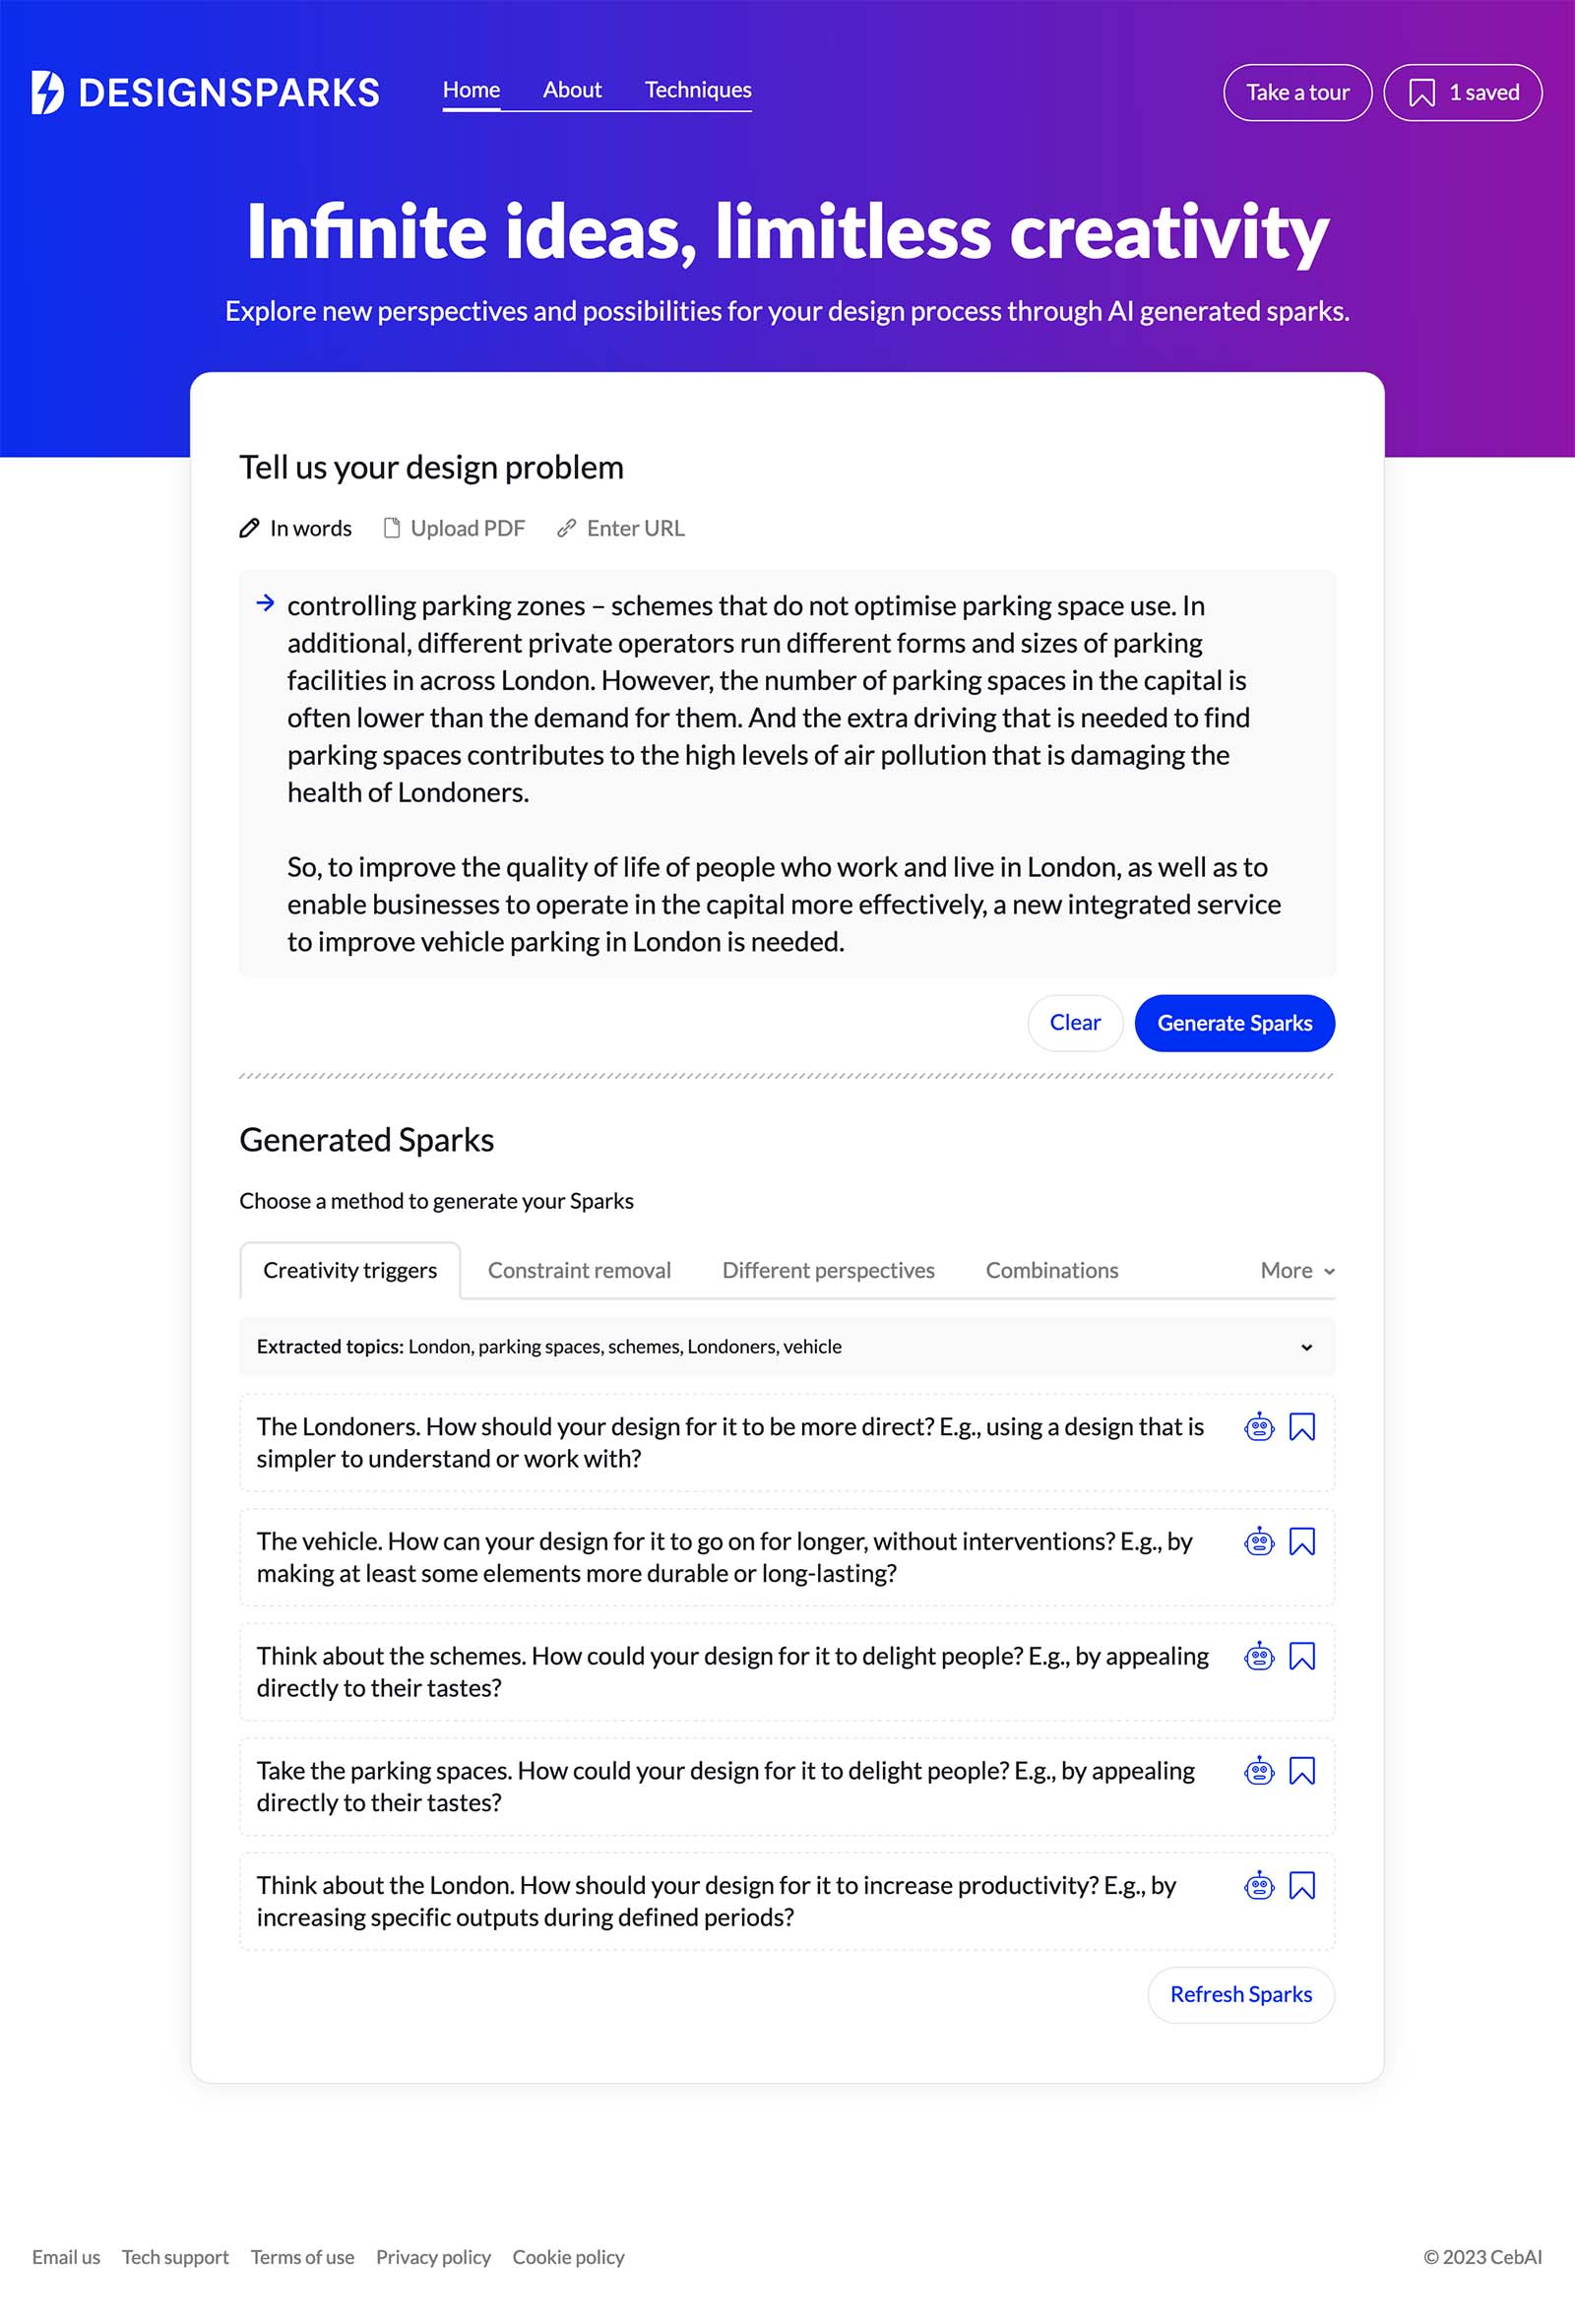 DESIGNSPARKS
Home About Techniques
Take a tour
1 saved
Infinite ideas, limitless creativity
Explore new perspectives and possibilities for your design process through AI generated sparks.
Tell us your design problem
In words Upload PDF Enter URL
controlling parking zones – schemes that do not optimise parking space use. In
additional, different private operators run different forms and sizes of parking
facilities in across London. However, the number of parking spaces in the capital is
often lower than the demand for them. And the extra driving that is needed to find
parking spaces contributes to the high levels of air pollution that is damaging the
health of Londoners.
So, to improve the quality of life of people who work and live in London, as well as to
enable businesses to operate in the capital more effectively, a new integrated service
to improve vehicle parking in London is needed.
Clear
Generate Sparks
Generated Sparks
Choose a method to generate your Sparks
Creativity triggers Constraint removal Different perspectives Combinations More
Extracted topics: London, parking spaces, schemes, Londoners, vehicle
The Londoners. How should your design for it to be more direct? E.g., using a design that is
simpler to understand or work with?
The vehicle. How can your design for it to go on for longer, without interventions? E.g., by
making at least some elements more durable or long-lasting?
Think about the schemes. How could your design for it to delight people? E.g., by appealing
directly to their tastes?
Take the parking spaces. How could your design for it to delight people? E.g., by appealing
directly to their tastes?
Think about the London. How should your design for it to increase productivity? E.g., by
increasing specific outputs during defined periods?
Refresh Sparks
Email us Tech support Terms of use Privacy policy Cookie policy
© 2023 CebAI